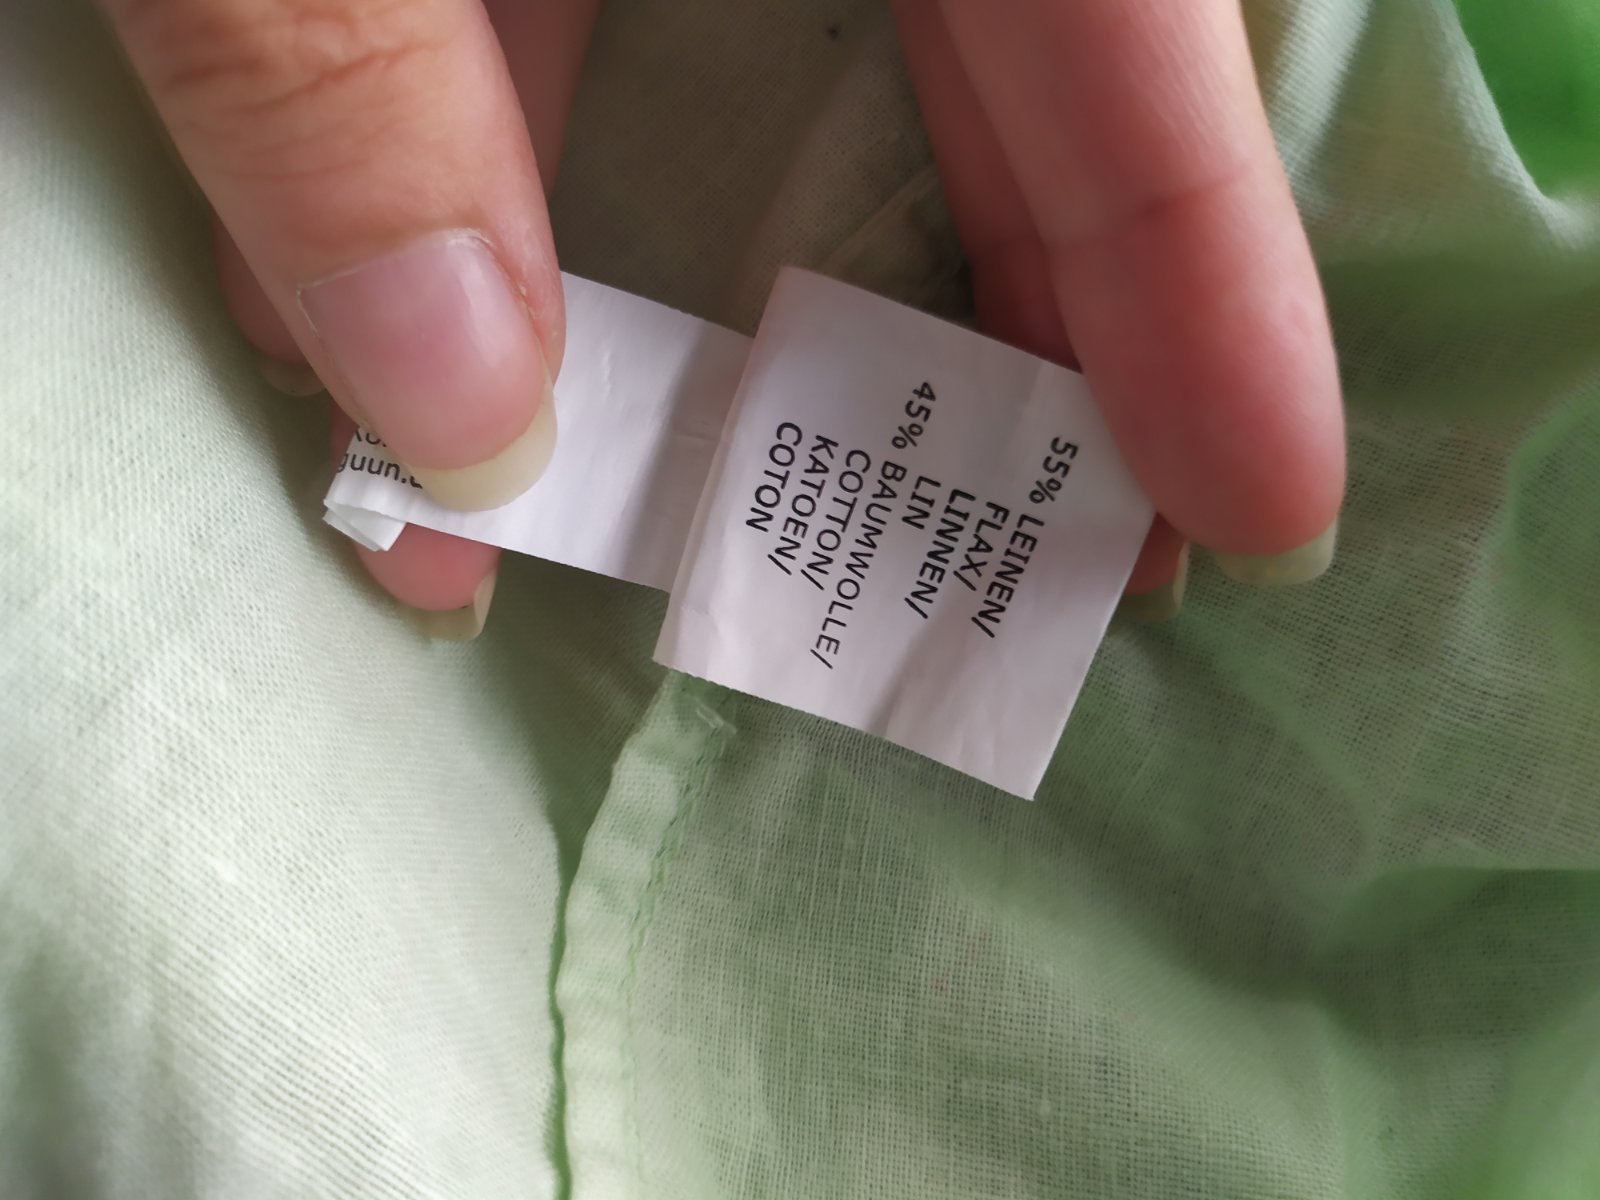 55% LEINEN/
FLAX/
LINNEN/
LIN
45% BAUMWOLLE/
COTTON/
KATOEN/
COTON